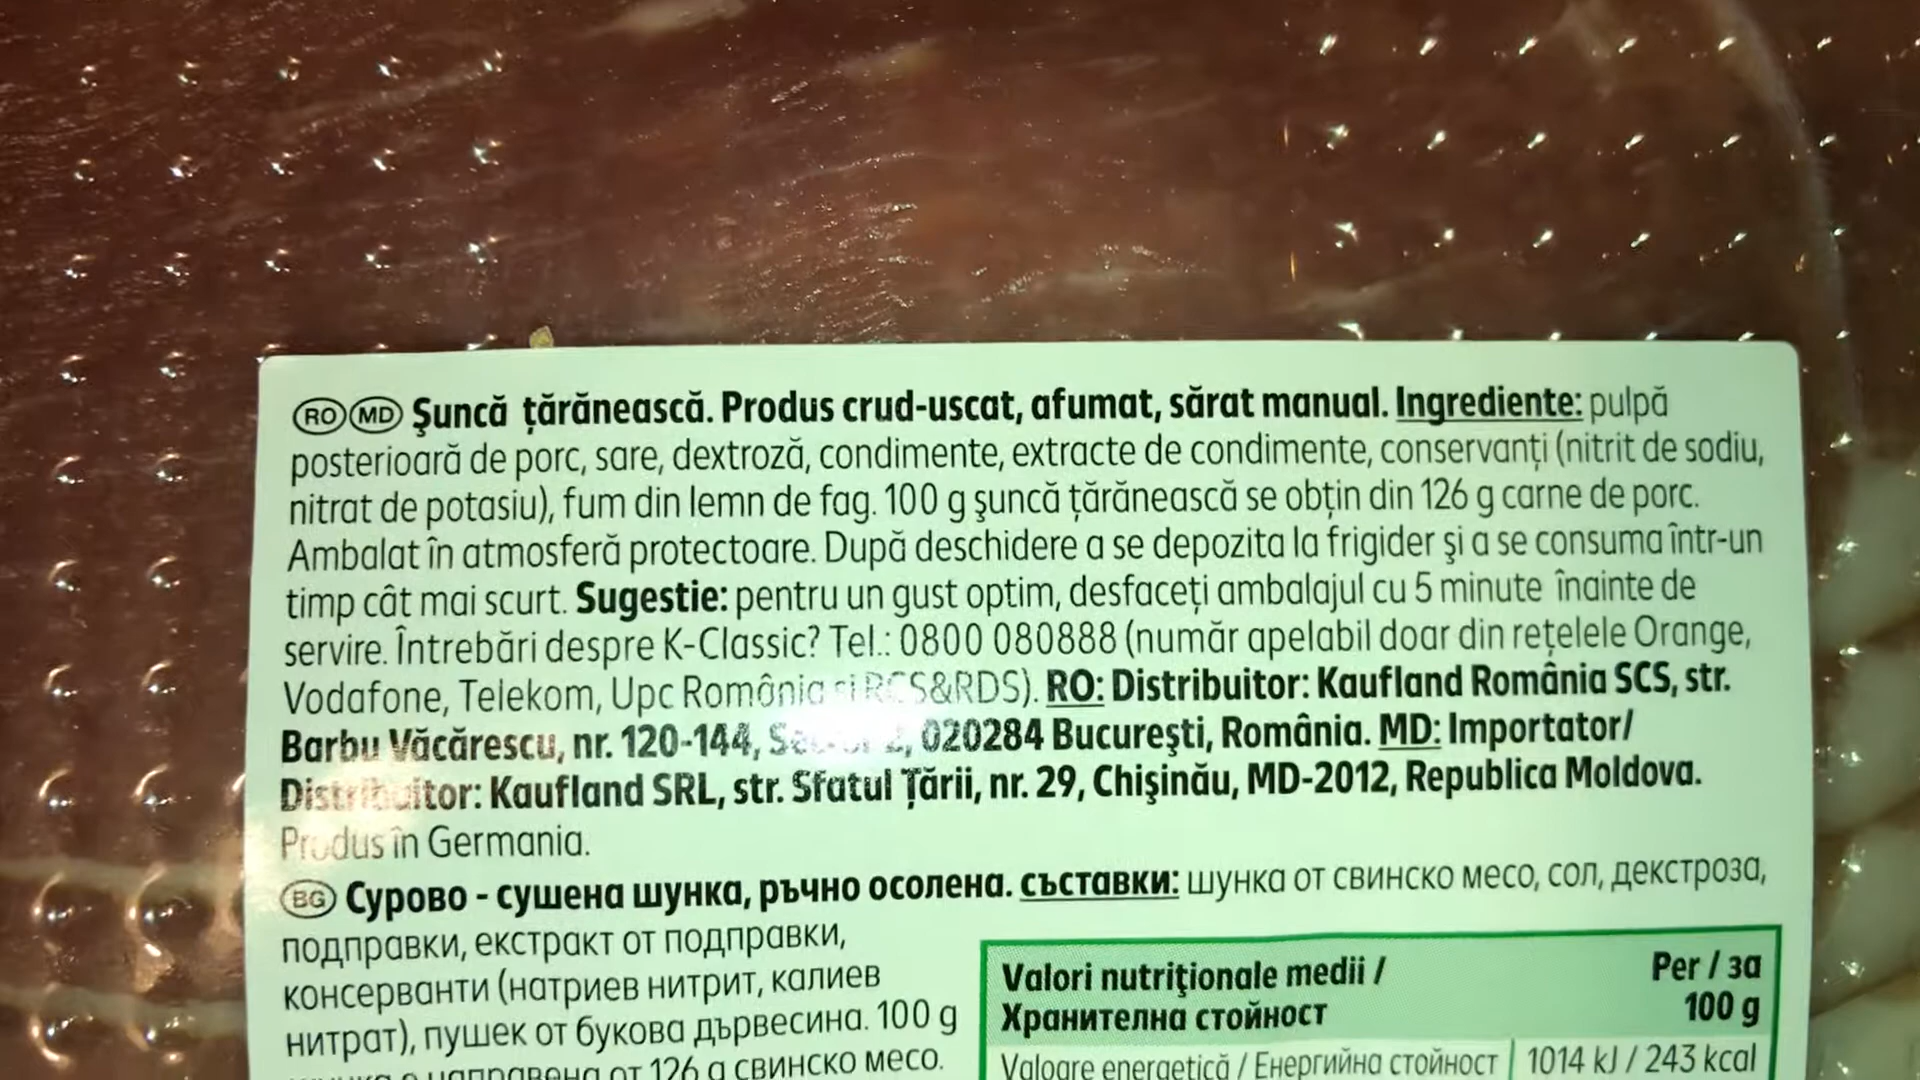 RO MD Şuncă ţărănească. Produs crud-uscat, afumat, sărat manual. Ingrediente: pulpă
posterioară de porc, sare, dextroză, condimente, extracte de condimente, conservanţi (nitrit de sodiu,
nitrat de potasiu), fum din lemn de fag. 100 g şuncă ţărănească se obţin din 126 g carne de porc.
Ambalat în atmosferă protectoare. După deschidere a se depozita la frigider şi a se consuma într-un
timp cât mai scurt. Sugestie: pentru un gust optim, desfaceţi ambalajul cu 5 minute înainte de
servire. Întrebări despre K-Classic? Tel.: 0800 080888 (număr apelabil doar din reţelele Orange,
Vodafone, Telekom, Upc România şi RCS&RDS). RO: Distribuitor: Kaufland România SCS, str.
Barbu Văcărescu, nr. 120-144, 020284 Bucureşti, România. MD: Importator/
Distribuitor: Kaufland SRL, str. Sfatul Ţării, nr. 29, Chişinău, MD-2012, Republica Moldova.
Produs în Germania.
BG Сурово - сушена шунка, ръчно осолена. съставки: шунка от свинско месо, сол, декстроза,
подправки, екстракт от подправки,
консерванти (натриев нитрит, калиев
нитрат), пушек от букова дървесина. 100 g
от 126 g свинско месо.
Valori nutriţionale medii / Per / за
Хранителна стойност 100 g
Valoare energetică / Енергийна стойност 1014 kJ / 243 kcal